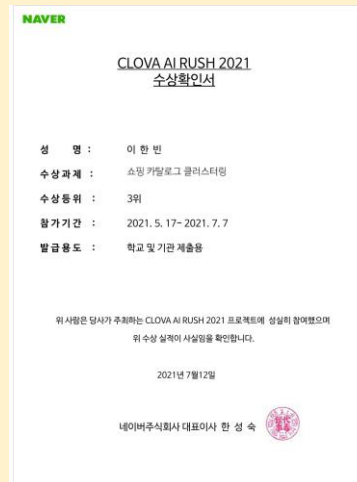 NAVER
CLOVA AI RUSH 2021
수상확인서
성 명 : 이 한 빈
수상과제 : 쇼핑 카탈로그 클러스터링
수상등위 : 3위
참가기간 : 2021. 5. 17- 2021. 7. 7
발급용도 : 학교 및 기관 제출용
위 사람은 당사가 주최하는 CLOVA AI RUSH 2021 프로젝트에 성실히 참여했으며
위 수상 실적이 사실임을 확인합니다.
2021년 7월12일
네이버주식회사 대표이사 한 성 숙